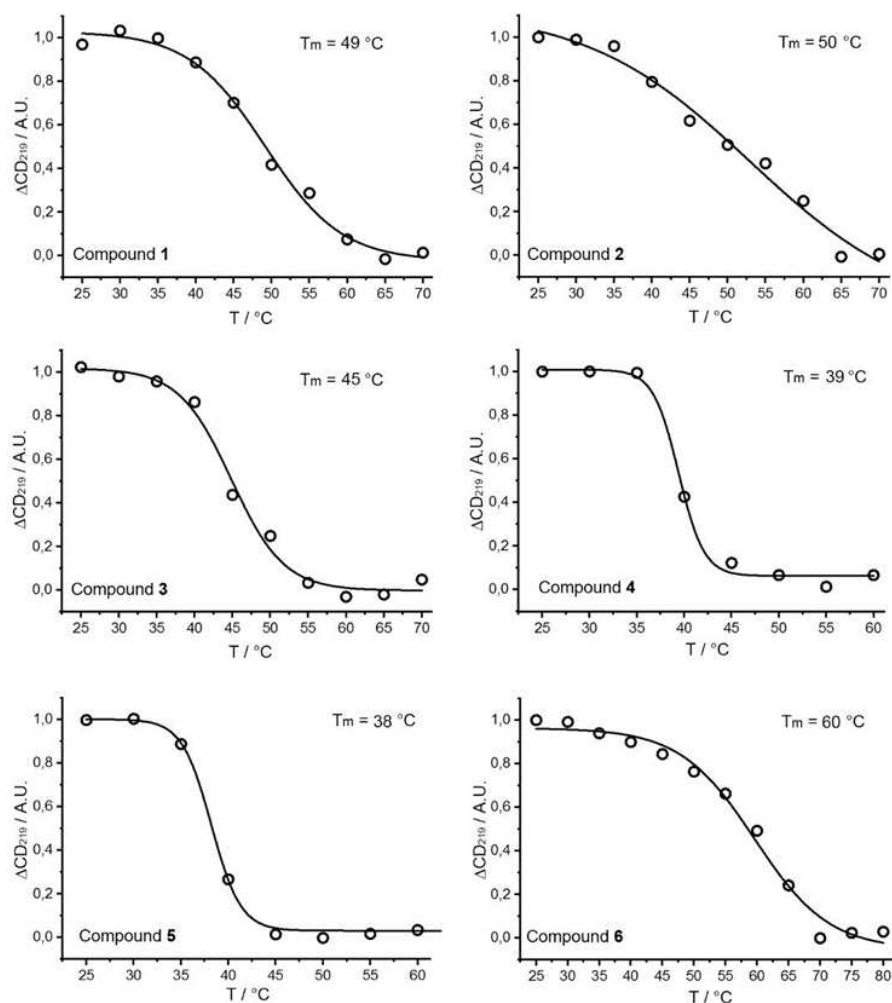 1,0
0,8
0,6
0,4
0,2
0,0
ΔCD219 / A.U.
Tm = 49 °C
Compound 1
25 30 35 40 45 50 55 60 65 70
T / °C
1,0
0,8
0,6
0,4
0,2
0,0
ΔCD219 / A.U.
Tm = 50 °C
Compound 2
25 30 35 40 45 50 55 60 65 70
T / °C
1,0
0,8
0,6
0,4
0,2
0,0
ΔCD219 / A.U.
Tm = 45 °C
Compound 3
25 30 35 40 45 50 55 60 65 70
T / °C
1,0
0,8
0,6
0,4
0,2
0,0
ΔCD219 / A.U.
Tm = 39 °C
Compound 4
25 30 35 40 45 50 55 60
T / °C
1,0
0,8
0,6
0,4
0,2
0,0
ΔCD219 / A.U.
Tm = 38 °C
Compound 5
25 30 35 40 45 50 55 60
T / °C
1,0
0,8
0,6
0,4
0,2
0,0
ΔCD219 / A.U.
Tm = 60 °C
Compound 6
25 30 35 40 45 50 55 60 65 70 75 80
T / °C